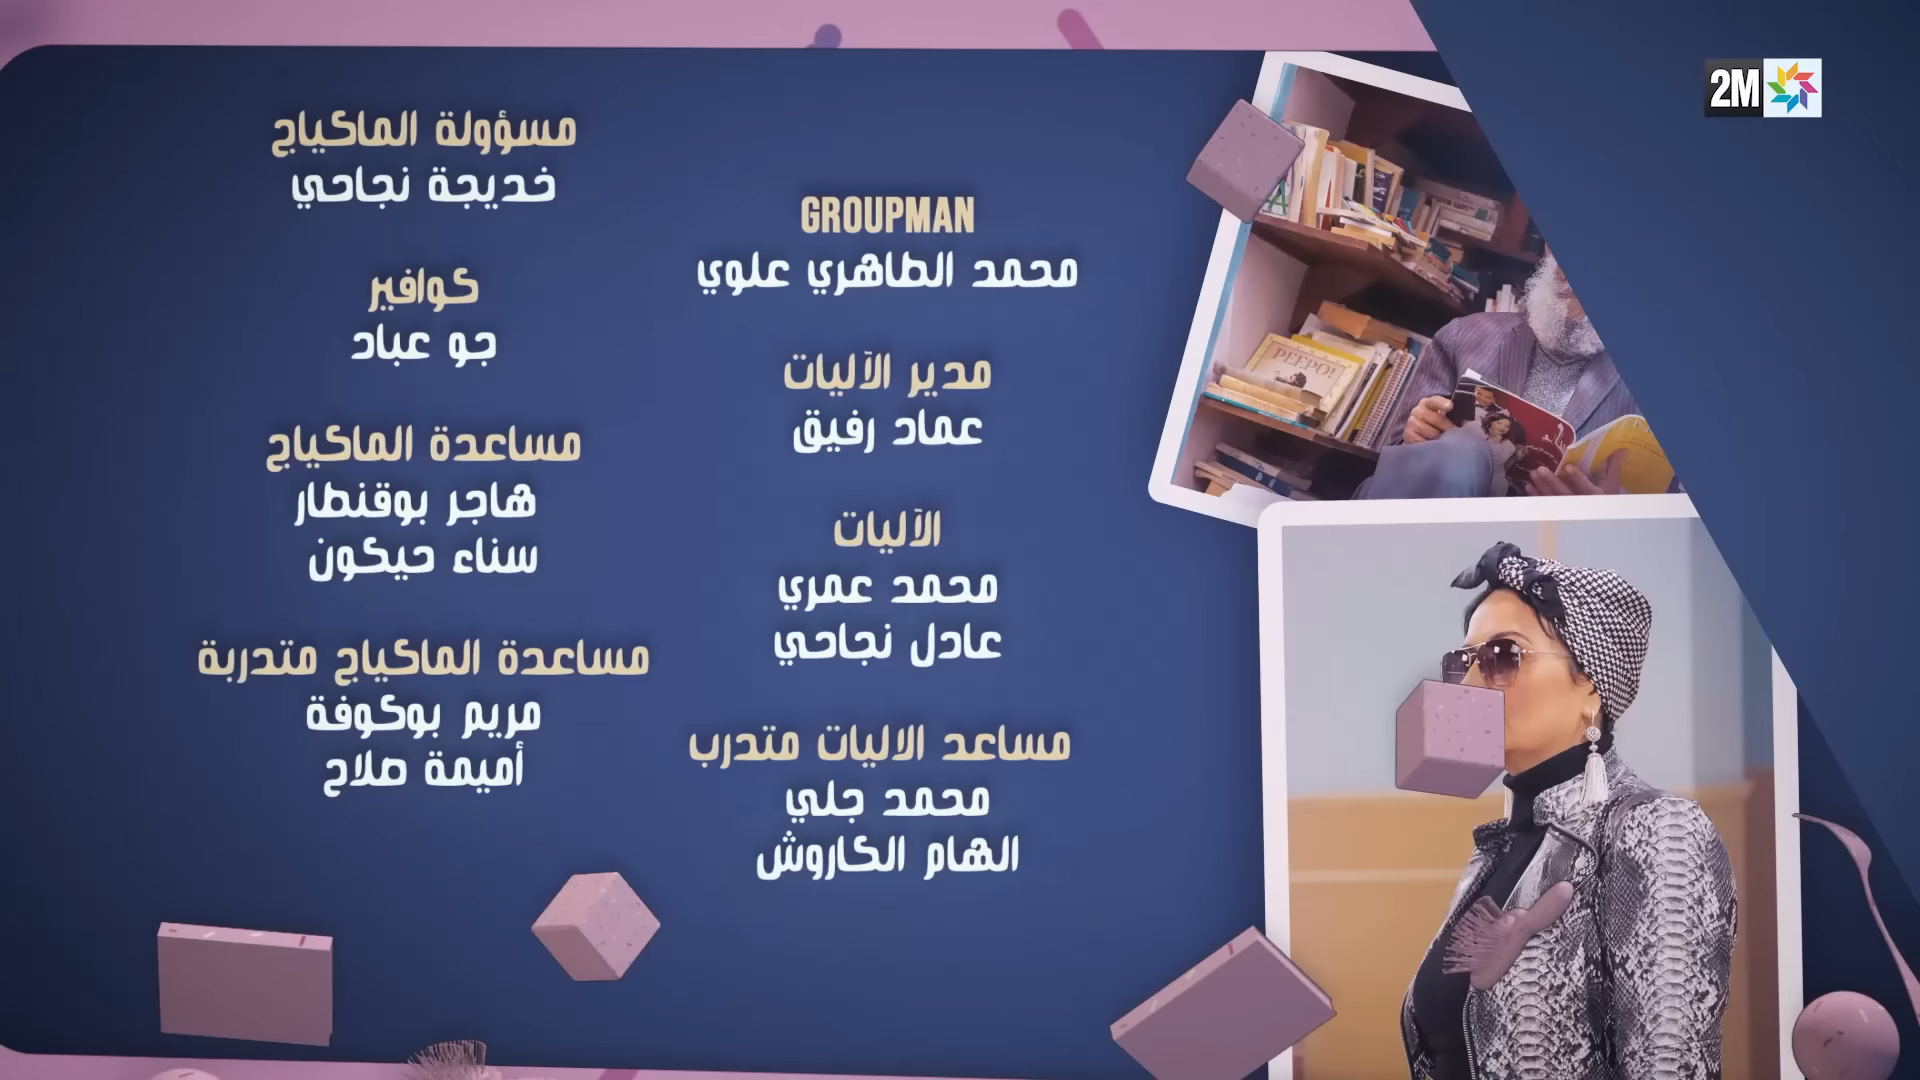 مسؤولة الماكياج
خديجة نجاحي
كوافير
جو عباد
مساعدة الماكياج
هاجر بوقنطار
سناء حيكون
مساعدة الماكياج متدربة
مريم بوكوفة
أميمة صلاح
GROUPMAN
محمد الطاهري علوي
مدير الآليات
عماد رفيق
الآليات
محمد عمري
عادل نجاحي
مساعد الاليات متدرب
محمد جلي
الهام الكاروش
2M
PEEPO!